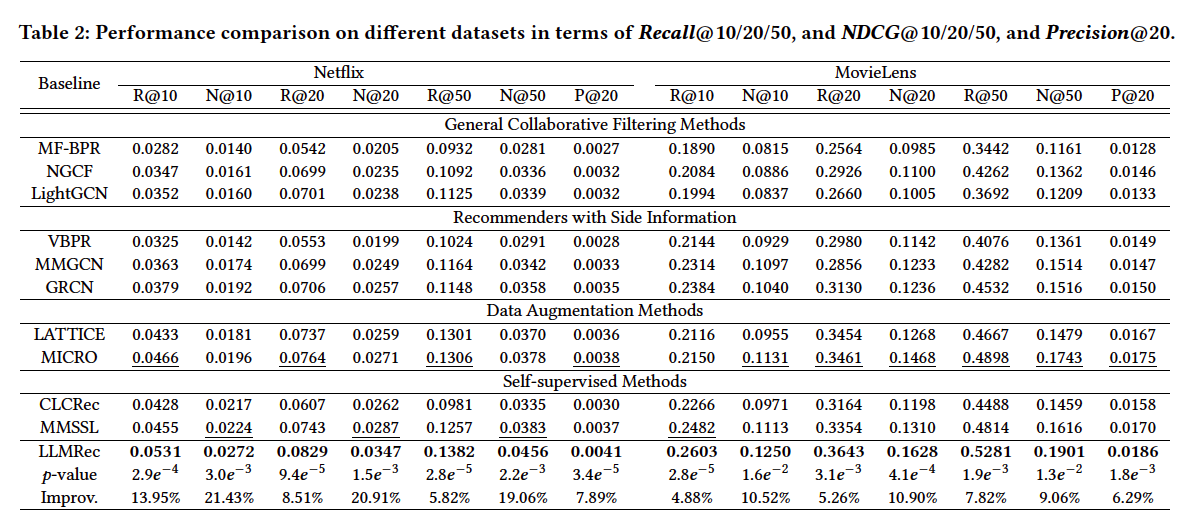 Table 2: Performance comparison on different datasets in terms of Recall@10/20/50, and NDCG@10/20/50, and Precision@20.
Baseline Netflix MovieLens
R@10 N@10 R@20 N@20 R@50 N@50 P@20 R@10 N@10 R@20 N@20 R@50 N@50 P@20
General Collaborative Filtering Methods
MF-BPR 0.0282 0.0140 0.0542 0.0205 0.0932 0.0281 0.0027 0.1890 0.0815 0.2564 0.0985 0.3442 0.1161 0.0128
NGCF 0.0347 0.0161 0.0699 0.0235 0.1092 0.0336 0.0032 0.2084 0.0886 0.2926 0.1100 0.4262 0.1362 0.0146
LightGCN 0.0352 0.0160 0.0701 0.0238 0.1125 0.0339 0.0032 0.1994 0.0837 0.2660 0.1005 0.3692 0.1209 0.0133
Recommenders with Side Information
VBPR 0.0325 0.0142 0.0553 0.0199 0.1024 0.0291 0.0028 0.2144 0.0929 0.2980 0.1142 0.4076 0.1361 0.0149
MMGCN 0.0363 0.0174 0.0699 0.0249 0.1164 0.0342 0.0033 0.2314 0.1097 0.2856 0.1233 0.4282 0.1514 0.0147
GRCN 0.0379 0.0192 0.0706 0.0257 0.1148 0.0358 0.0035 0.2384 0.1040 0.3130 0.1236 0.4532 0.1516 0.0150
Data Augmentation Methods
LATTICE 0.0433 0.0181 0.0737 0.0259 0.1301 0.0370 0.0036 0.2116 0.0955 0.3454 0.1268 0.4667 0.1479 0.0167
MICRO 0.0466 0.0196 0.0764 0.0271 0.1306 0.0378 0.0038 0.2150 0.1131 0.3461 0.1468 0.4898 0.1743 0.0175
Self-supervised Methods
CLCRec 0.0428 0.0217 0.0607 0.0262 0.0981 0.0335 0.0030 0.2266 0.0971 0.3164 0.1198 0.4488 0.1459 0.0158
MMSSL 0.0455 0.0224 0.0743 0.0287 0.1257 0.0383 0.0037 0.2482 0.1113 0.3354 0.1310 0.4814 0.1616 0.0170
LLMRec 0.0531 0.0272 0.0829 0.0347 0.1382 0.0456 0.0041 0.2603 0.1250 0.3643 0.1628 0.5281 0.1901 0.0186
p-value 2.9e⁻⁴ 3.0e⁻³ 9.4e⁻⁵ 1.5e⁻³ 2.8e⁻⁵ 2.2e⁻³ 3.4e⁻⁵ 2.8e⁻⁵ 1.6e⁻² 3.1e⁻³ 4.1e⁻⁴ 1.9e⁻³ 1.3e⁻² 1.8e⁻³
Improv. 13.95% 21.43% 8.51% 20.91% 5.82% 19.06% 7.89% 4.88% 10.52% 5.26% 10.90% 7.82% 9.06% 6.29%